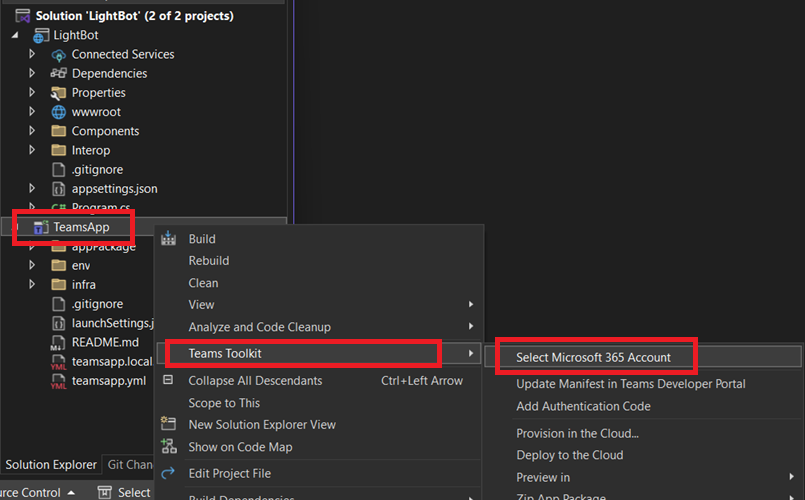 Solution 'LightBot' (2 of 2 projects)
LightBot
Connected Services
Dependencies
Properties
wwwroot
Components
Interop
.gitignore
appsettings.json
Program.cs
TeamsApp
appPackage
env
infra
.gitignore
launchSettings.j
README.md
teamsapp.local
teamsapp.yml
Solution Explorer
Git Chan
urce Control
Select
Build
Rebuild
Clean
View
Analyze and Code Cleanup
Teams Toolkit
Collapse All Descendants Ctrl+Left Arrow
Scope to This
New Solution Explorer View
Show on Code Map
Edit Project File
Build Dependencies
Select Microsoft 365 Account
Update Manifest in Teams Developer Portal
Add Authentication Code
Provision in the Cloud...
Deploy to the Cloud
Preview in
Zip App Package